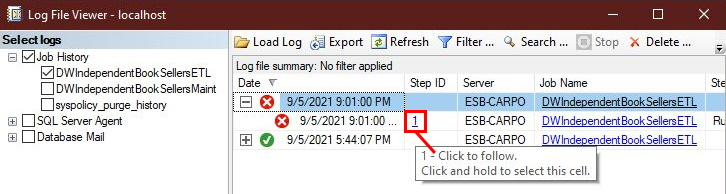 Log File Viewer - localhost
Select logs
Job History
DWIndependentBookSellersETL
DWIndependentBookSellersMaint
syspolicy_purge_history
SQL Server Agent
Database Mail
Load Log Export Refresh Filter ... Search ... Stop Delete ...
Log file summary: No filter applied
Date Step ID Server Job Name Ste
9/5/2021 9:01:00 PM ESB-CARPO DWIndependentBookSellersETL
9/5/2021 9:01:00 ... 1 ESB-CARPO DWIndependentBookSellersETL Ru
9/5/2021 5:44:07 PM ESB-CARPO DWIndependentBookSellersETL
1 - Click to follow.
Click and hold to select this cell.